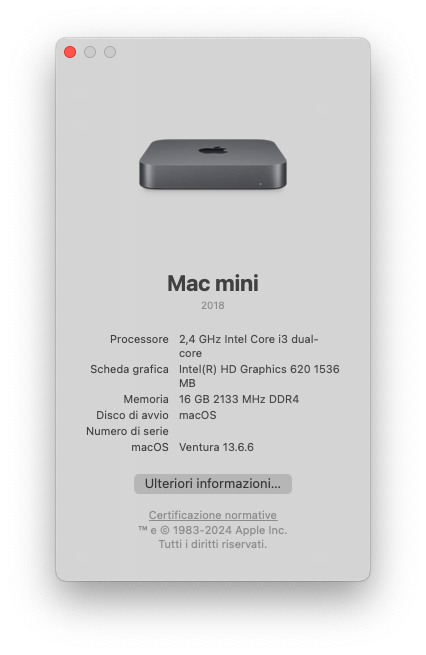 Mac mini
2018
Processore 2,4 GHz Intel Core i3 dual-
core
Scheda grafica Intel(R) HD Graphics 620 1536
MB
Memoria 16 GB 2133 MHz DDR4
Disco di avvio macOS
Numero di serie
macOS Ventura 13.6.6
Ulteriori informazioni...
Certificazione normative
™ e © 1983-2024 Apple Inc.
Tutti i diritti riservati.